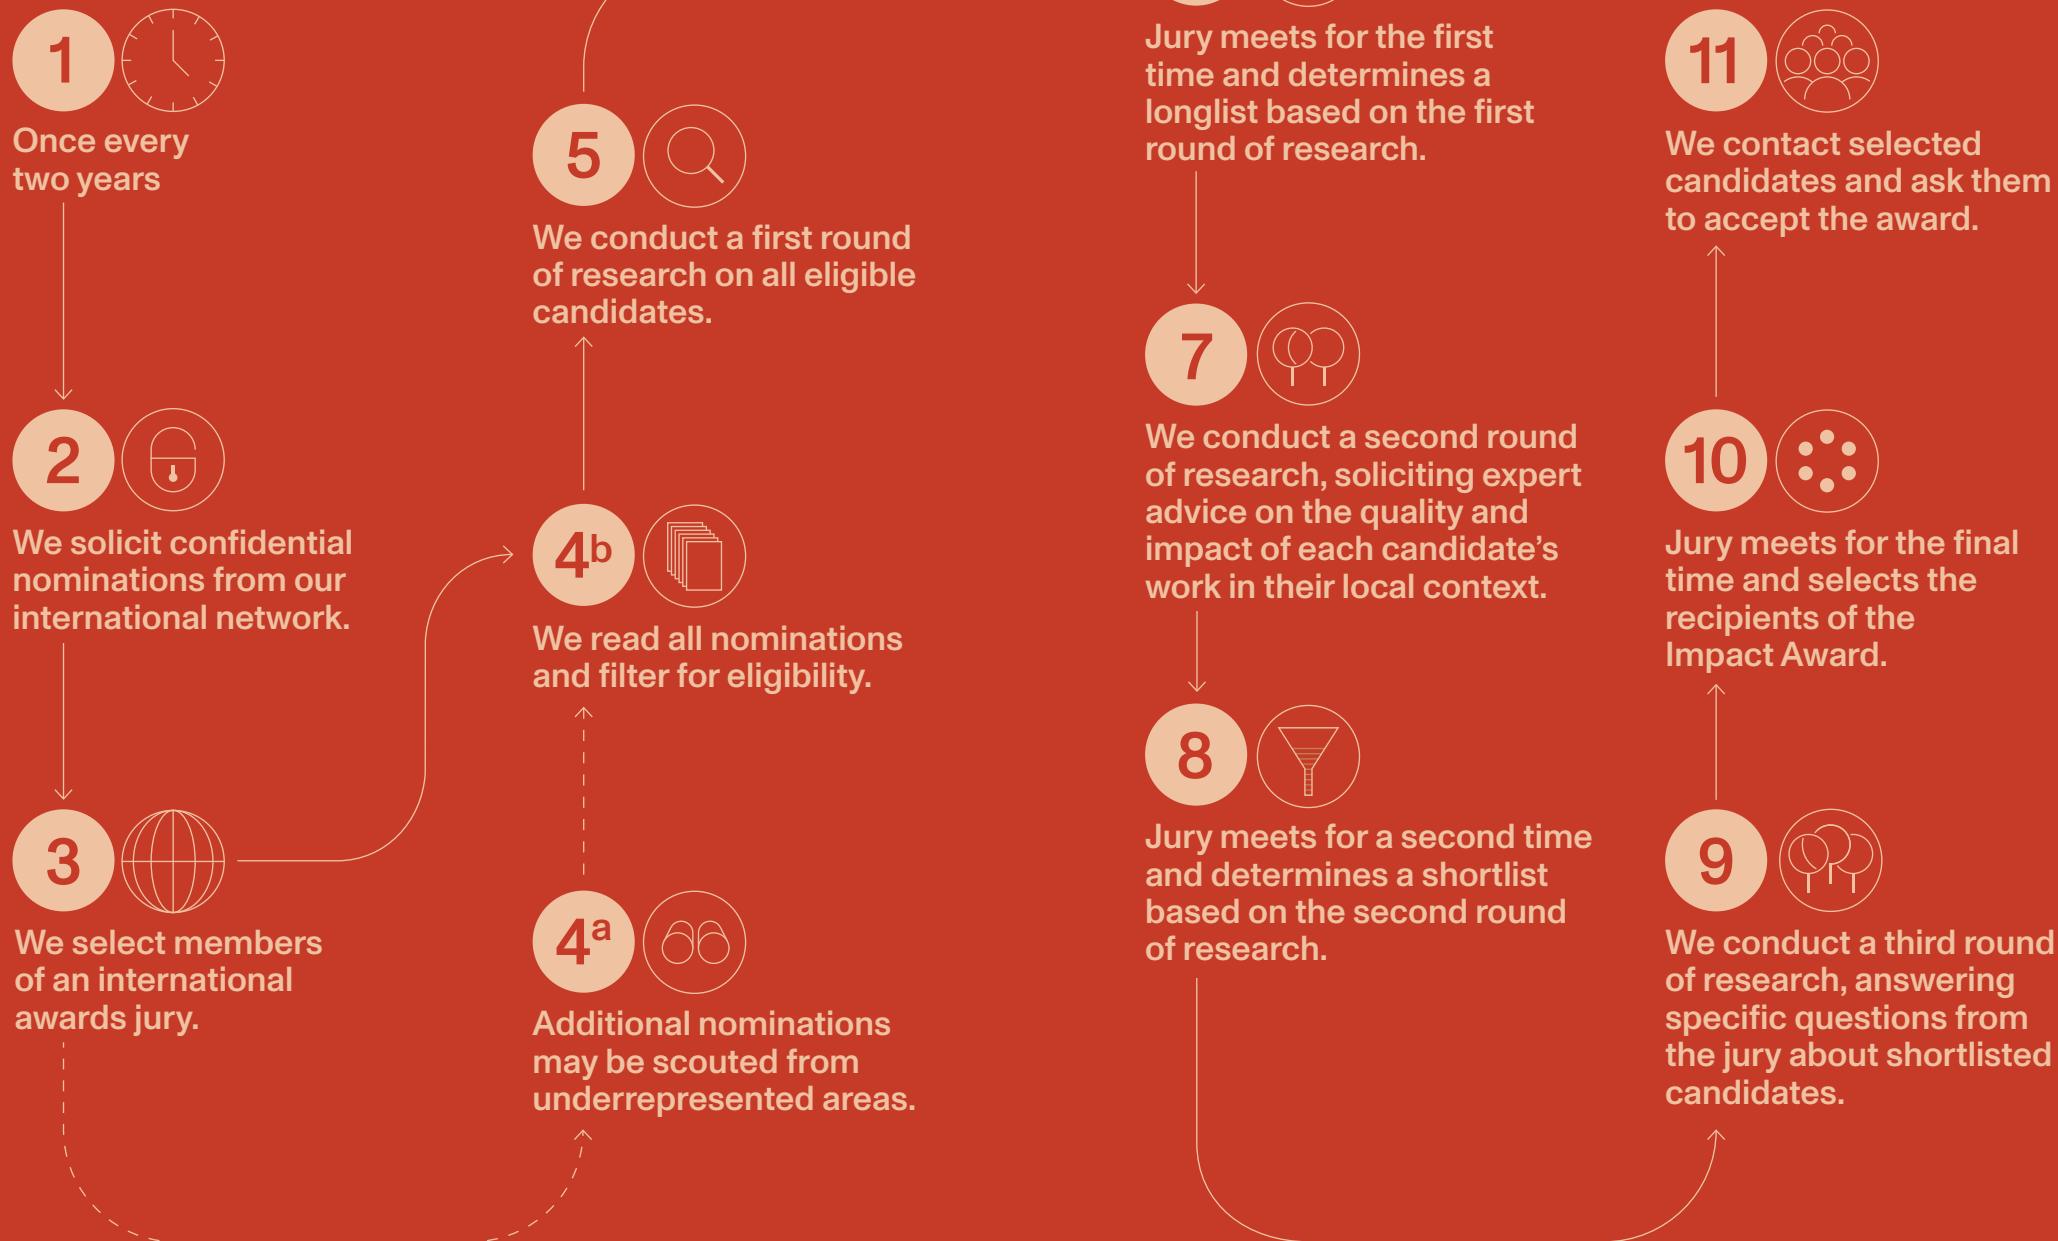 1
Once every
two years
2
We solicit confidential
nominations from our
international network.
3
We select members
of an international
awards jury.
4a
Additional nominations
may be scouted from
underrepresented areas.
4b
We read all nominations
and filter for eligibility.
5
We conduct a first round
of research on all eligible
candidates.
Jury meets for the first
time and determines a
longlist based on the first
round of research.
7
We conduct a second round
of research, soliciting expert
advice on the quality and
impact of each candidate’s
work in their local context.
8
Jury meets for a second time
and determines a shortlist
based on the second round
of research.
9
We conduct a third round
of research, answering
specific questions from
the jury about shortlisted
candidates.
10
Jury meets for the final
time and selects the
recipients of the
Impact Award.
11
We contact selected
candidates and ask them
to accept the award.